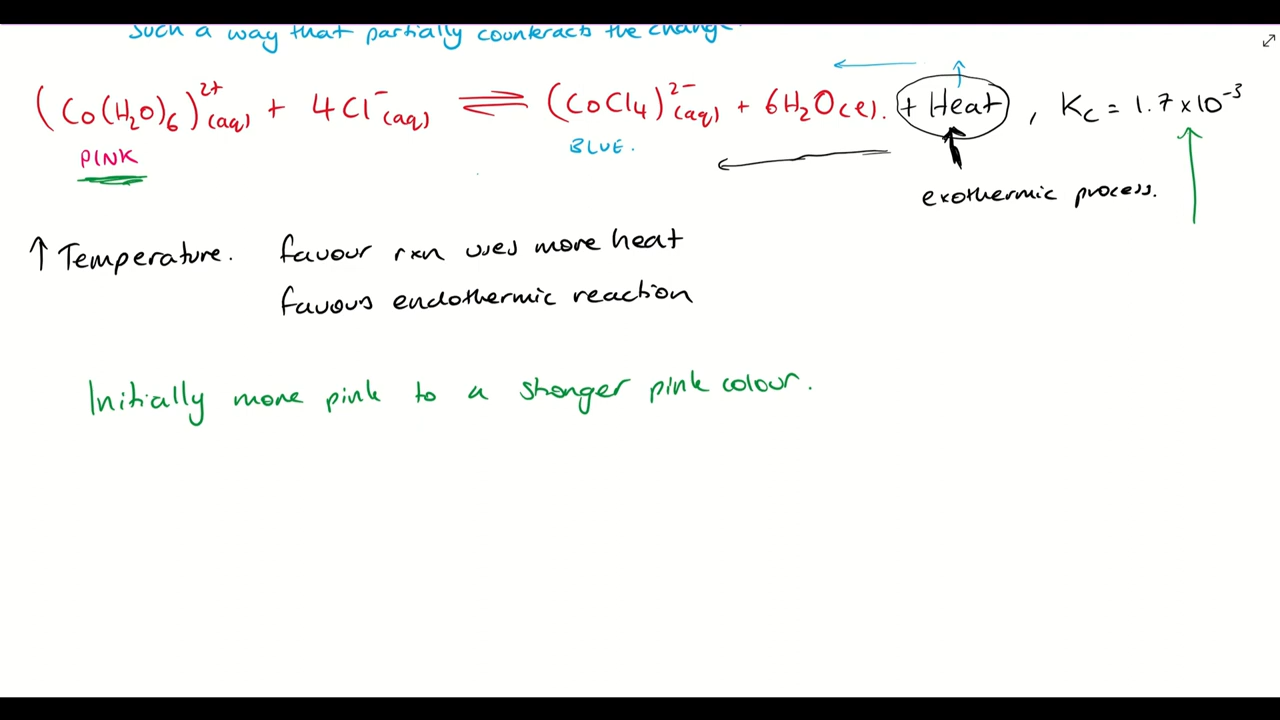 such a way that partially counteracts the change.
(Co(H₂O)₆)²⁺(aq) + 4Cl⁻(aq) ⇌ (CoCl₄)²⁻(aq) + 6H₂O(l). + Heat , Kc = 1.7 × 10⁻³
PINK
BLUE.
exothermic process.
↑ Temperature. favour rxn uses more heat
favours endothermic reaction
Initially more pink to a stronger pink colour.